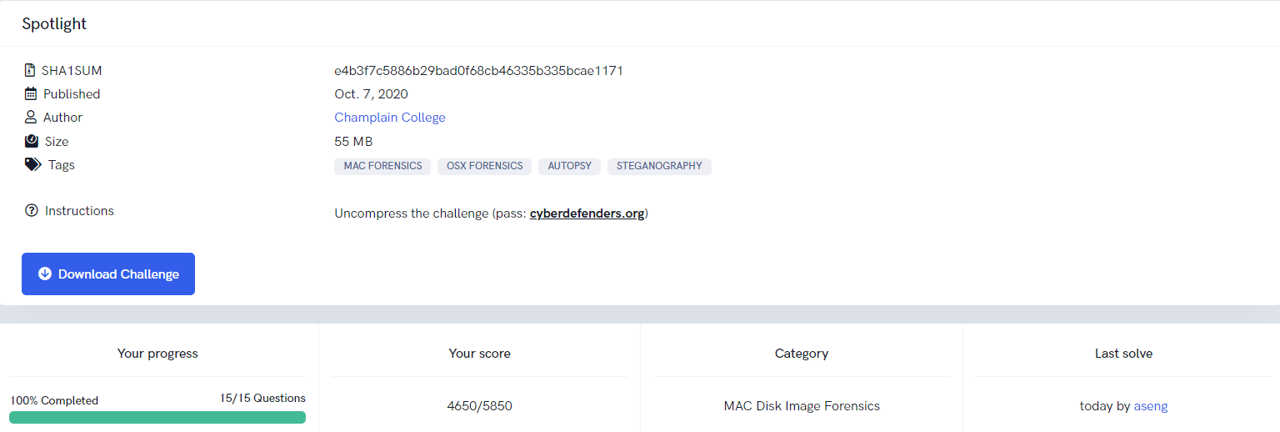 Spotlight
SHA1SUM e4b3f7c5886b29bad0f68cb46335b335bcae1171
Published Oct. 7, 2020
Author Champlain College
Size 55 MB
Tags MAC FORENSICS OSX FORENSICS AUTOPSY STEGANOGRAPHY
Instructions Uncompress the challenge (pass: cyberdefenders.org)
Download Challenge
Your progress Your score Category Last solve
100% Completed 15/15 Questions 4650/5850 MAC Disk Image Forensics today by aseng